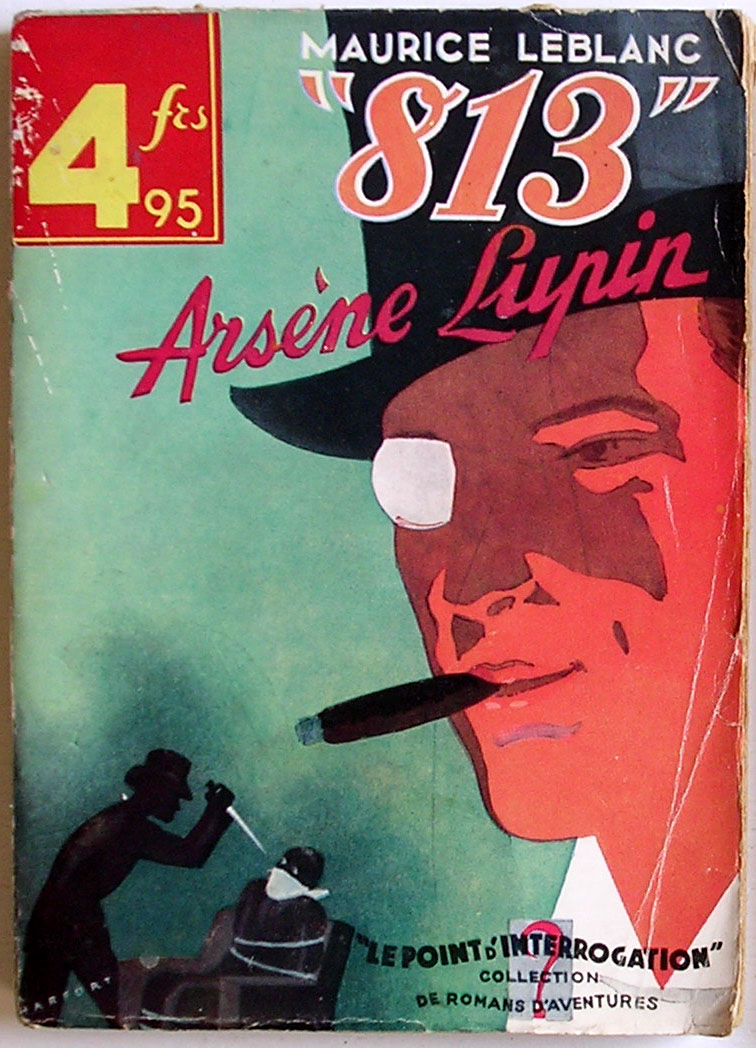 4 frs
95
MAURICE LEBLANC
"813"
Arsène Lupin
"LE POINT d'INTERROGATION"
?
COLLECTION
DE ROMANS D'AVENTURES